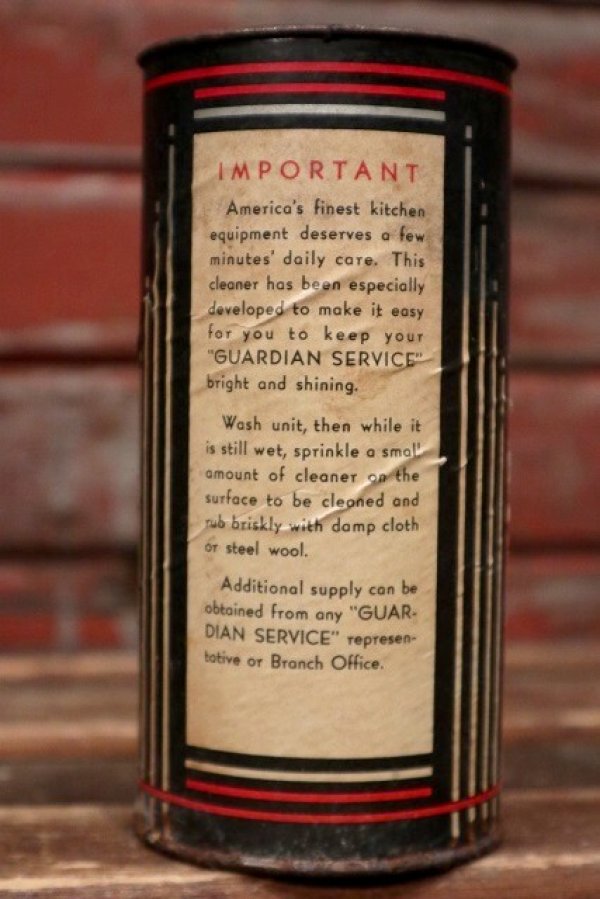 IMPORTANT
America's finest kitchen
equipment deserves a few
minutes' daily care. This
cleaner has been especially
developed to make it easy
for you to keep your
"GUARDIAN SERVICE"
bright and shining.
Wash unit, then while it
is still wet, sprinkle a small
amount of cleaner on the
surface to be cleaned and
rub briskly with damp cloth
or steel wool.
Additional supply can be
obtained from any "GUAR-
DIAN SERVICE" represen-
tative or Branch Office.